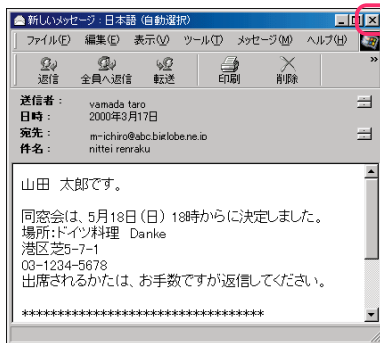 新しいメッセージ : 日本語 (自動選択)
ファイル(F) 編集(E) 表示(V) ツール(T) メッセージ(M) ヘルプ(H)
返信 全員へ返信 転送 印刷 削除 »
送信者 : yamada taro
日時 : 2000年3月17日
宛先 : m-ichiro@abc.biglobe.ne.jp
件名 : nittei renraku
山田 太郎です。
同窓会は、5月18日(日) 18時からに決定しました。
場所:ドイツ料理 Danke
港区芝5-7-1
03-1234-5678
出席されるかたは、お手数ですが返信してください。
***********************************